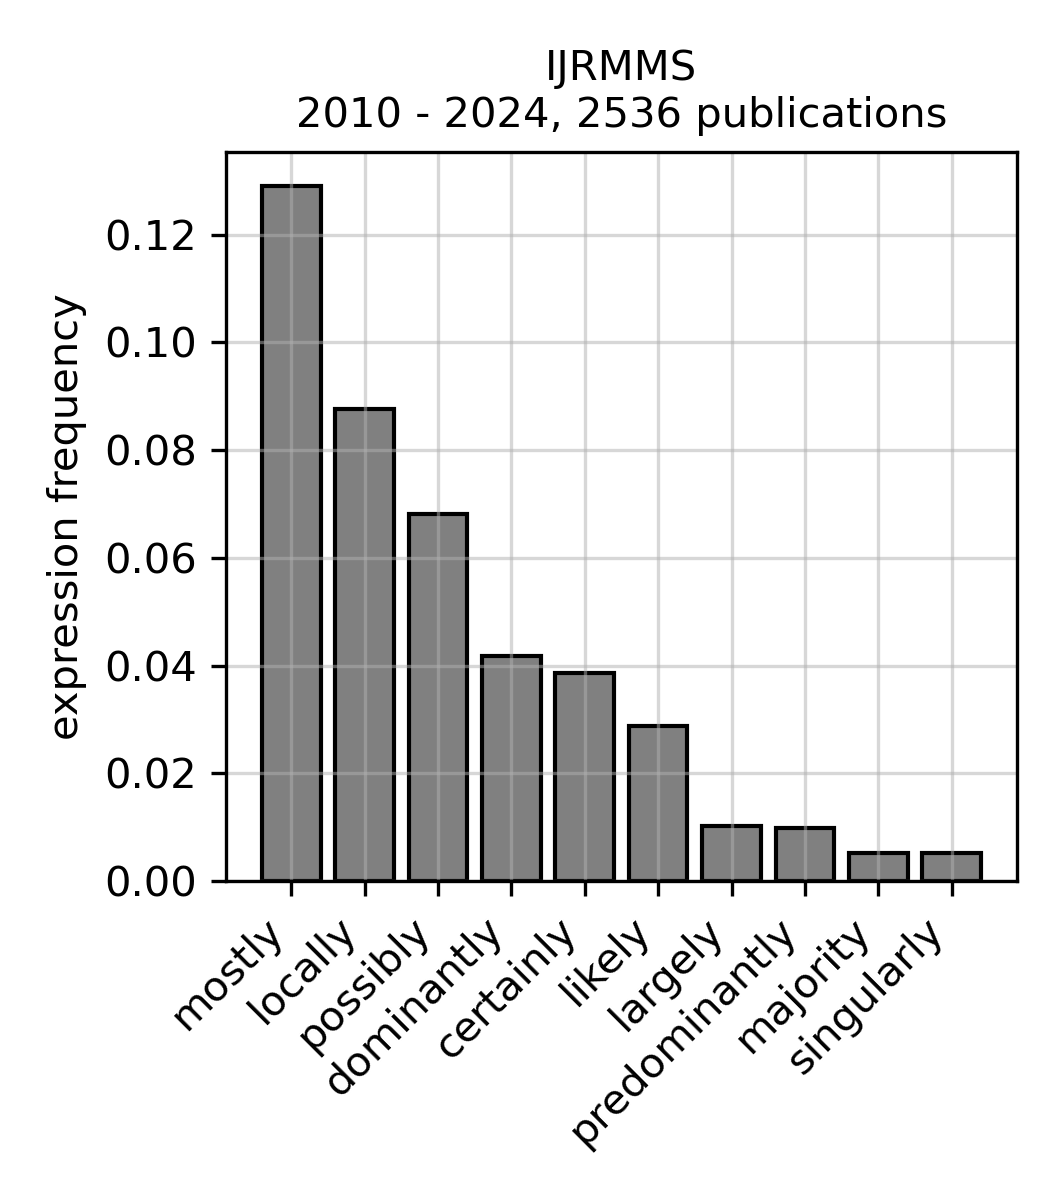 IJRMMS
2010 - 2024, 2536 publications
expression frequency
0.12
0.10
0.08
0.06
0.04
0.02
0.00
mostly
locally
possibly
dominantly
certainly
likely
largely
predominantly
majority
singularly